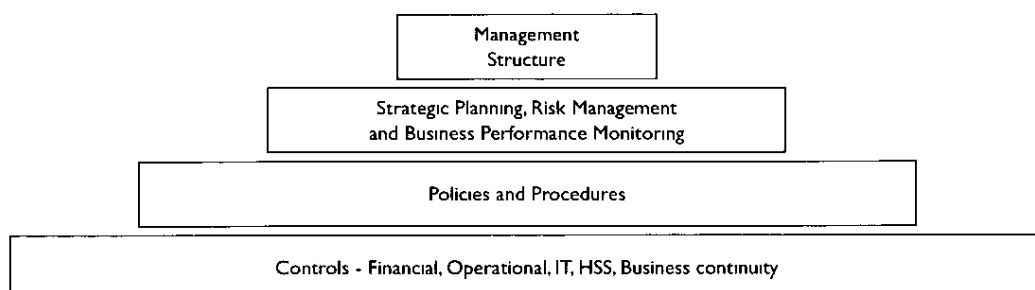 Management
Structure
Strategic Planning, Risk Management
and Business Performance Monitoring
Policies and Procedures
Controls - Financial, Operational, IT, HSS, Business continuity